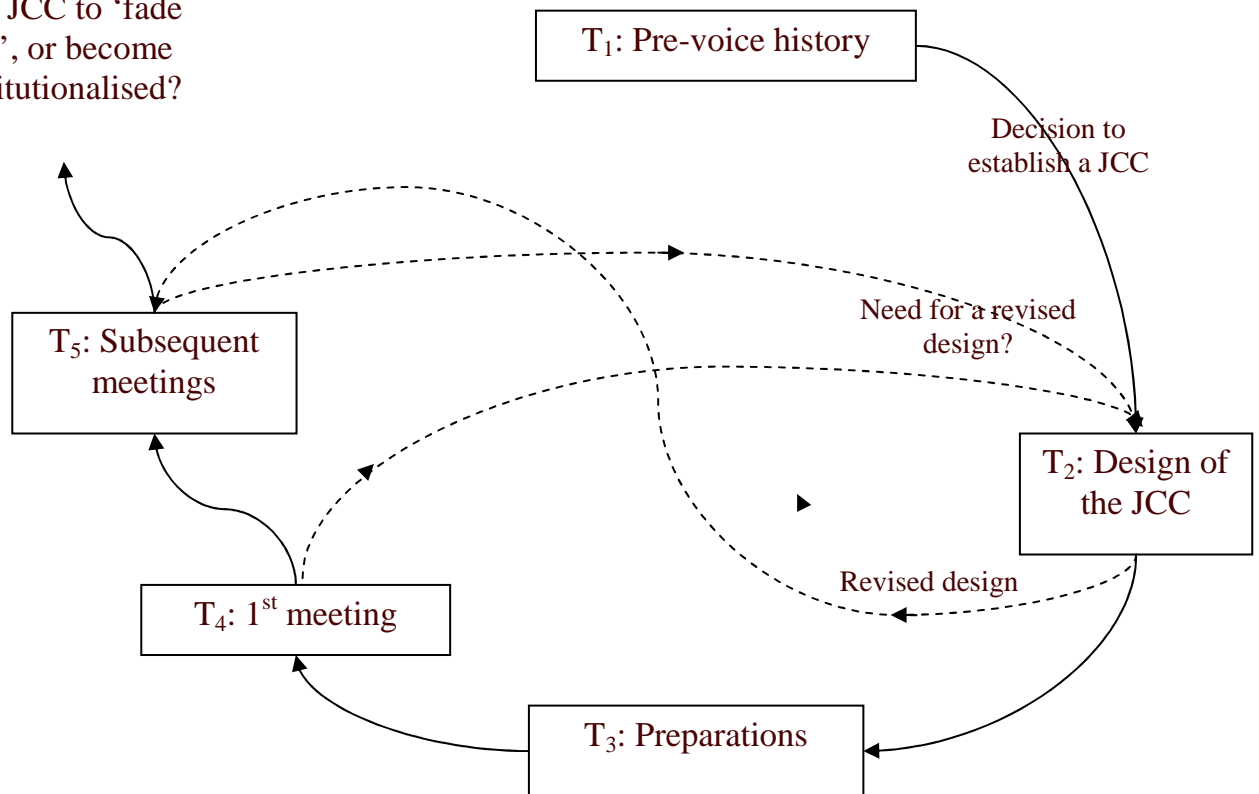 JCC to ‘fade
’, or become
itutionalised?
T₁: Pre-voice history
Decision to
establish a JCC
Need for a revised
design?
T₅: Subsequent
meetings
T₂: Design of
the JCC
Revised design
T₄: 1ˢᵗ meeting
T₃: Preparations